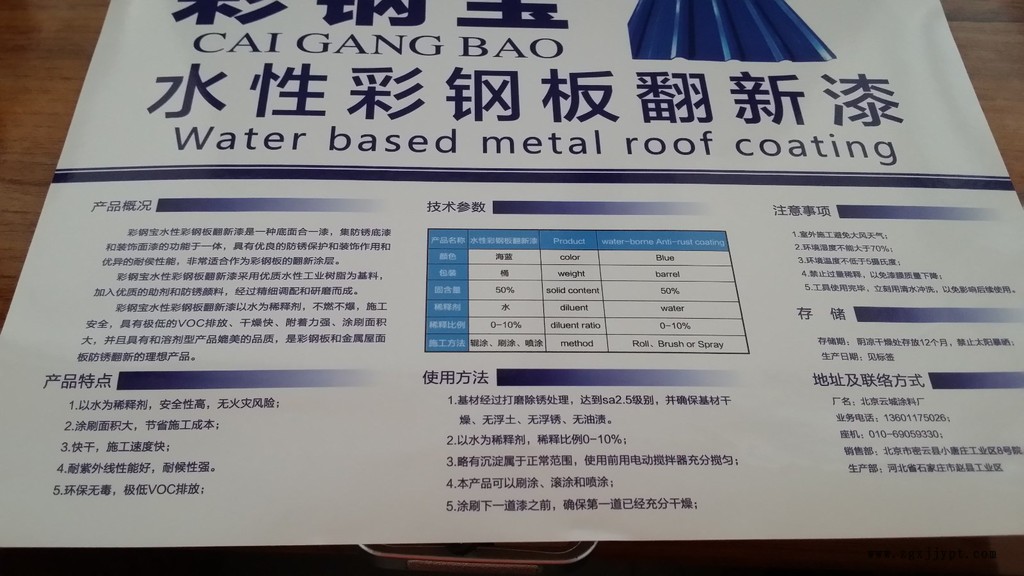 彩钢宝
CAI GANG BAO
水性彩钢板翻新漆
Water based metal roof coating
产品概况
彩钢宝水性彩钢板翻新漆是一种底面合一漆，集防锈底漆
和装饰面漆的功能于一体，具有优良的防锈保护和装饰作用和
优异的耐侯性能，非常适合作为彩钢板的翻新涂层。
彩钢宝水性彩钢板翻新漆采用优质水性工业树脂为基料，
加入优质的助剂和防锈颜料，经过精细调配和研磨而成。
彩钢宝水性彩钢板翻新漆以水为稀释剂，不燃不爆，施工
安全，具有极低的VOC排放、干燥快、附着力强、涂刷面积
大，并且具有和溶剂型产品媲美的品质，是彩钢板和金属屋面
板防锈翻新的理想产品。
产品特点
1.以水为稀释剂，安全性高，无火灾风险；
2.涂刷面积大，节省施工成本；
3.快干，施工速度快；
4.耐紫外线性能好，耐候性强。
5.环保无毒，极低VOC排放；
技术参数
产品名称 水性彩钢板翻新漆 Product water-borne Anti-rust coating
颜色 海蓝 color Blue
包装 桶 weight barrel
固含量 50% solid content 50%
稀释剂 水 diluent water
稀释比例 0-10% diluent ratio 0-10%
施工方法 辊涂、刷涂、喷涂 method Roll、Brush or Spray
使用方法
1.基材经过打磨除锈处理，达到sa2.5级别，并确保基材干
燥、无浮土、无浮锈、无油渍。
2.以水为稀释剂，稀释比例0-10%；
3.略有沉淀属于正常范围，使用前用电动搅拌器充分搅匀；
4.本产品可以刷涂、滚涂和喷涂；
5.涂刷下一道漆之前，确保第一道已经充分干燥；
注意事项
1.室外施工避免大风天气；
2.环境湿度不能大于70%；
3.环境温度不低于5摄氏度；
4.禁止过量稀释，以免漆膜质量下降；
5.工具使用完毕，立刻用清水冲洗，以免影响后续使用。
存 储
存储期：阴凉干燥处存放12个月，禁止太阳暴晒；
生产日期：见标签
地址及联络方式
厂名：北京云城涂料厂
业务电话：13601175026；
座机：010-69059330；
销售部：北京市密云县小唐庄工业区8号院
生产部：河北省石家庄市赵县工业区